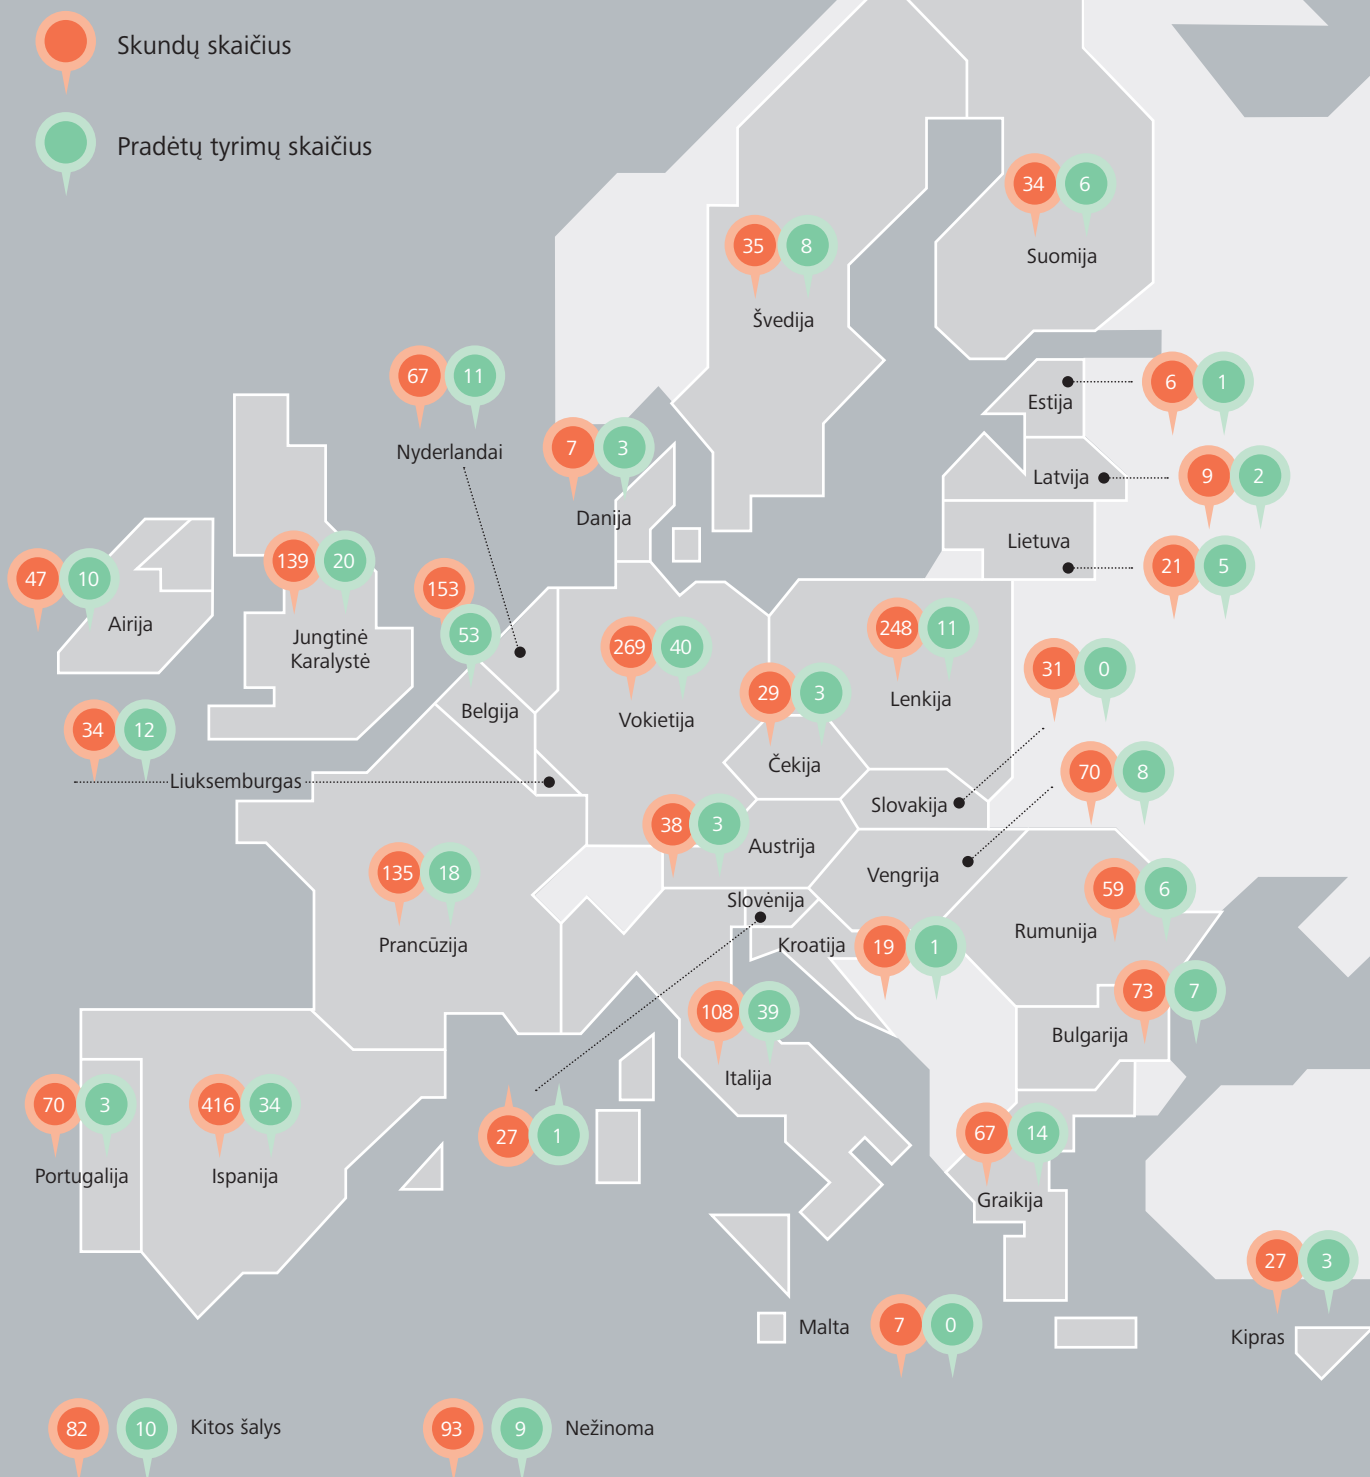 Skundų skaičius
Pradėtų tyrimų skaičius
34 6
Suomija
35 8
Švedija
67 11
Nyderlandai
6 1
Estija
7 3
Danija
9 2
Latvija
21 5
Lietuva
47 10
Airija
139 20
Jungtinė
Karalystė
153
53
Belgija
269 40
Vokietija
248 11
Lenkija
31 0
Slovakija
29 3
Čekija
34 12
Liuksemburgas
70 8
Vengrija
38 3
Austrija
135 18
Prancūzija
59 6
Rumunija
Slovėnija
27 1
Kroatija
19 1
73 7
Bulgarija
108 39
Italija
70 3
Portugalija
416 34
Ispanija
67 14
Graikija
27 3
Kipras
Malta
7 0
82 10 Kitos šalys
93 9 Nežinoma